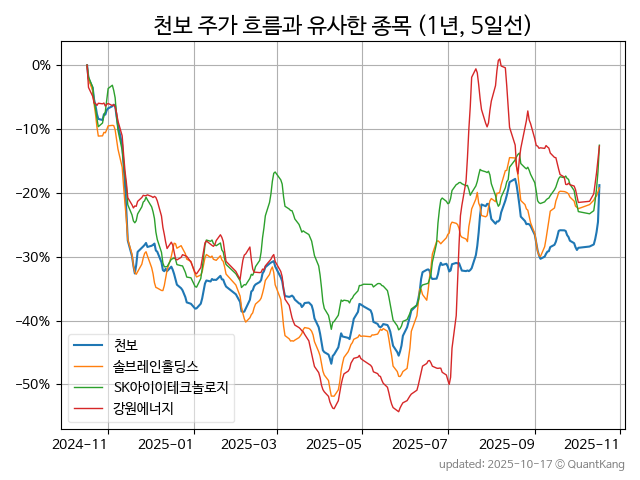 천보 주가 흐름과 유사한 종목 (1년, 5일선)
0%
−10%
−20%
−30%
−40%
−50%
천보
솔브레인홀딩스
SK아이이테크놀로지
강원에너지
2024−11
2025−01
2025−03
2025−05
2025−07
2025−09
2025−11
updated: 2025-10-17 © QuantKang